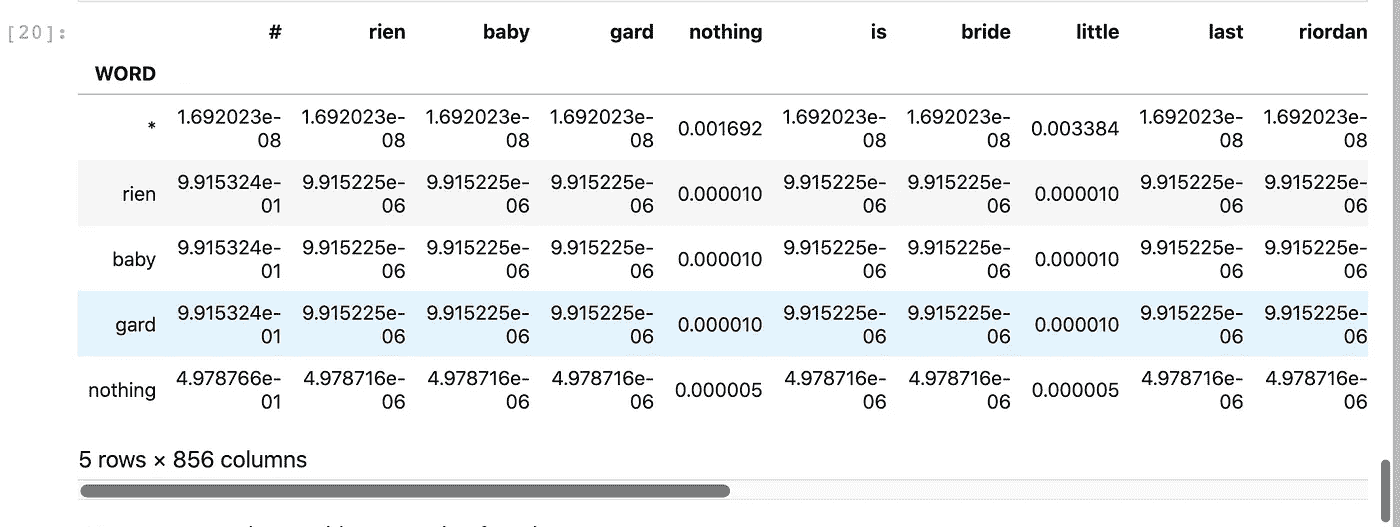 [20]:
# rien baby gard nothing is bride little last riordan
WORD
* 1.692023e-08 1.692023e-08 1.692023e-08 1.692023e-08 0.001692 1.692023e-08 1.692023e-08 0.003384 1.692023e-08 1.692023e-08
rien 9.915324e-01 9.915225e-06 9.915225e-06 9.915225e-06 0.000010 9.915225e-06 9.915225e-06 0.000010 9.915225e-06 9.915225e-06
baby 9.915324e-01 9.915225e-06 9.915225e-06 9.915225e-06 0.000010 9.915225e-06 9.915225e-06 0.000010 9.915225e-06 9.915225e-06
gard 9.915324e-01 9.915225e-06 9.915225e-06 9.915225e-06 0.000010 9.915225e-06 9.915225e-06 0.000010 9.915225e-06 9.915225e-06
nothing 4.978766e-01 4.978716e-06 4.978716e-06 4.978716e-06 0.000005 4.978716e-06 4.978716e-06 0.000005 4.978716e-06 4.978716e-06
5 rows × 856 columns